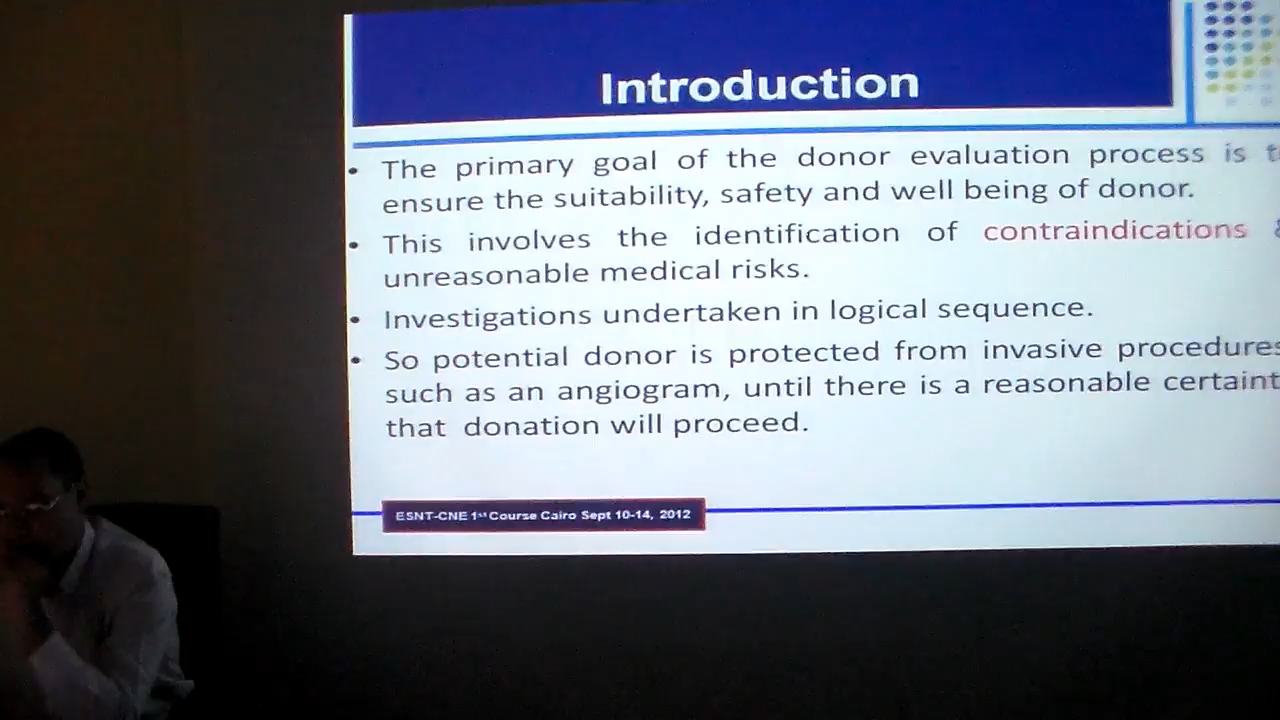 Introduction
• The primary goal of the donor evaluation process is
ensure the suitability, safety and well being of donor.
• This involves the identification of contraindications
unreasonable medical risks.
• Investigations undertaken in logical sequence.
• So potential donor is protected from invasive procedures
such as an angiogram, until there is a reasonable certaint
that donation will proceed.
ESNT-CNE 1st Course Cairo Sept 10-14, 2012